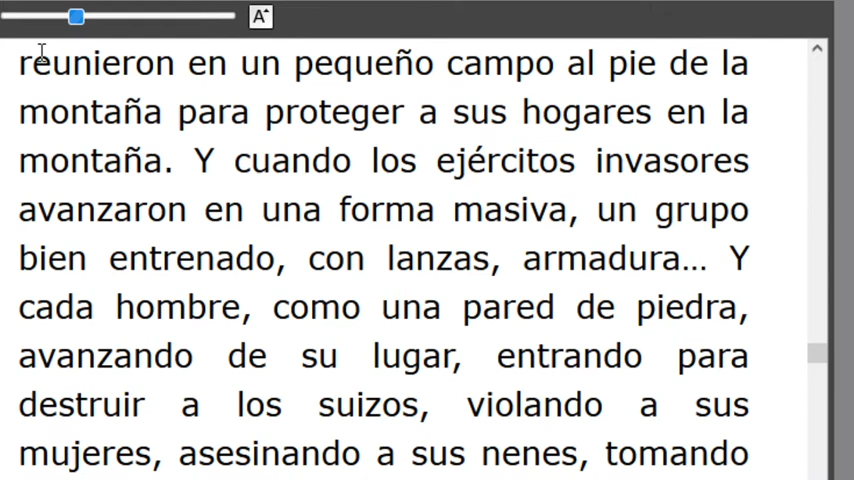 A
reunieron en un pequeño campo al pie de la
montaña para proteger a sus hogares en la
montaña. Y cuando los ejércitos invasores
avanzaron en una forma masiva, un grupo
bien entrenado, con lanzas, armadura... Y
cada hombre, como una pared de piedra,
avanzando de su lugar, entrando para
destruir a los suizos, violando a sus
mujeres, asesinando a sus nenes, tomando